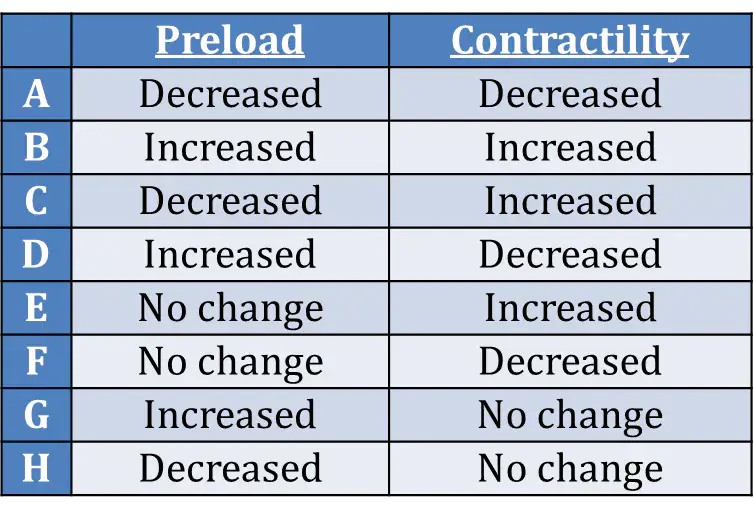 Preload Contractility
A Decreased Decreased
B Increased Increased
C Decreased Increased
D Increased Decreased
E No change Increased
F No change Decreased
G Increased No change
H Decreased No change